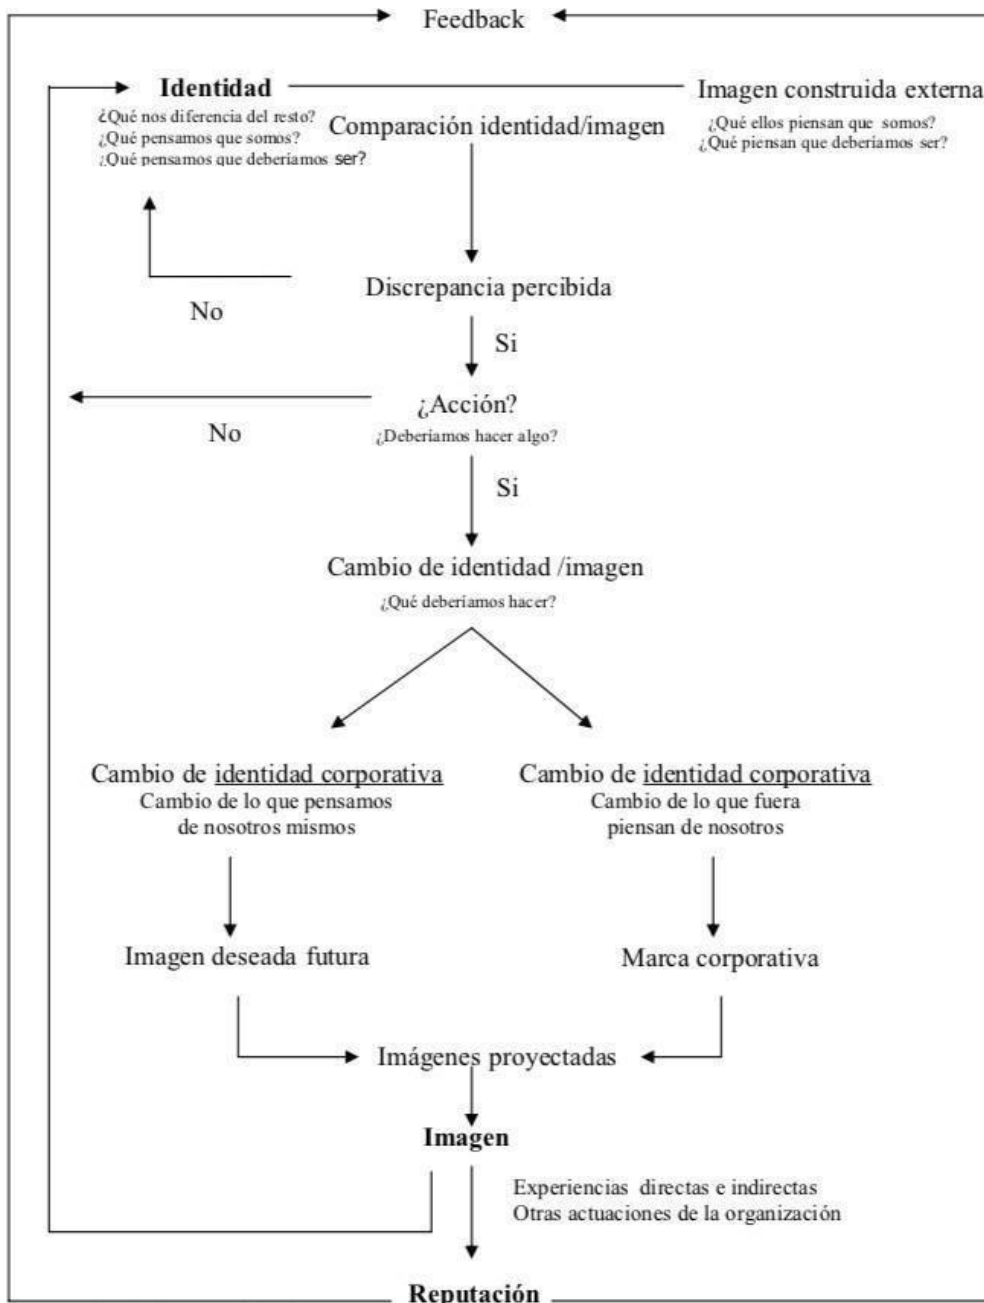 Feedback
Identidad
Imagen construida externa
¿Qué nos diferencia del resto?
¿Qué pensamos que somos?
¿Qué pensamos que deberíamos ser?
Comparación identidad/imagen
¿Qué ellos piensan que somos?
¿Qué piensan que deberíamos ser?
Discrepancia percibida
No
Si
¿Acción?
¿Deberíamos hacer algo?
No
Si
Cambio de identidad /imagen
¿Qué deberíamos hacer?
Cambio de identidad corporativa
Cambio de lo que pensamos
de nosotros mismos
Cambio de identidad corporativa
Cambio de lo que fuera
piensan de nosotros
Imagen deseada futura
Marca corporativa
Imágenes proyectadas
Imagen
Experiencias directas e indirectas
Otras actuaciones de la organización
Reputación